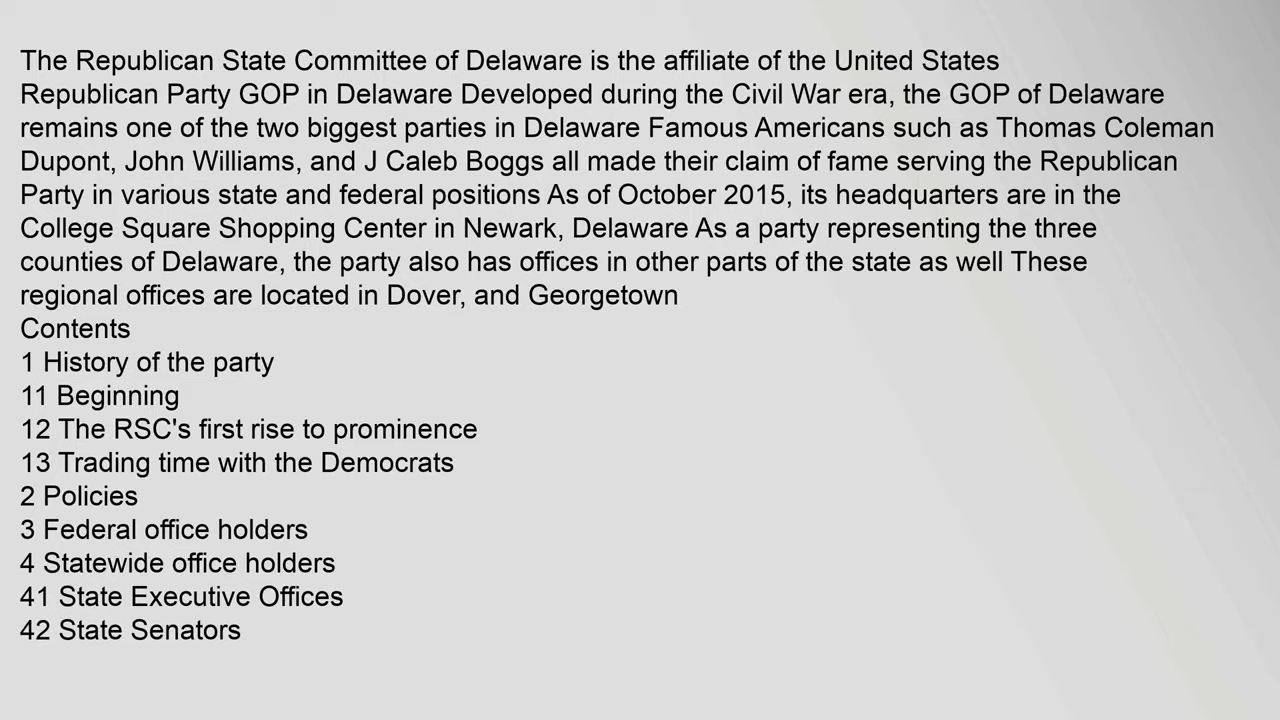 The Republican State Committee of Delaware is the affiliate of the United States
Republican Party GOP in Delaware Developed during the Civil War era, the GOP of Delaware
remains one of the two biggest parties in Delaware Famous Americans such as Thomas Coleman
Dupont, John Williams, and J Caleb Boggs all made their claim of fame serving the Republican
Party in various state and federal positions As of October 2015, its headquarters are in the
College Square Shopping Center in Newark, Delaware As a party representing the three
counties of Delaware, the party also has offices in other parts of the state as well These
regional offices are located in Dover, and Georgetown
Contents
1 History of the party
11 Beginning
12 The RSC's first rise to prominence
13 Trading time with the Democrats
2 Policies
3 Federal office holders
4 Statewide office holders
41 State Executive Offices
42 State Senators